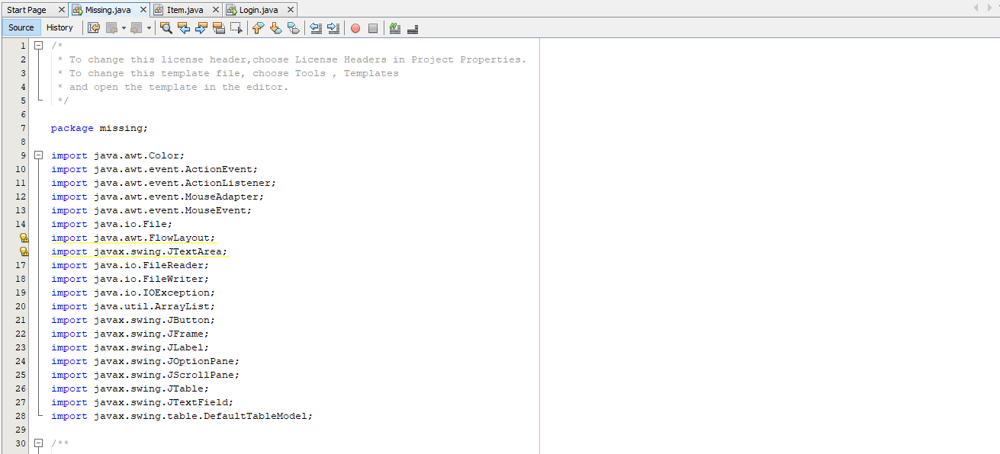 Start Page Missing.java Item.java Login.java
Source History
1 /*
2 * To change this license header,choose License Headers in Project Properties.
3 * To change this template file, choose Tools , Templates
4 * and open the template in the editor.
5 */
6
7 package missing;
8
9 import java.awt.Color;
10 import java.awt.event.ActionEvent;
11 import java.awt.event.ActionListener;
12 import java.awt.event.MouseAdapter;
13 import java.awt.event.MouseEvent;
14 import java.io.File;
import java.awt.FlowLayout;
import javax.swing.JTextArea;
17 import java.io.FileReader;
18 import java.io.FileWriter;
19 import java.io.IOException;
20 import java.util.ArrayList;
21 import javax.swing.JButton;
22 import javax.swing.JFrame;
23 import javax.swing.JLabel;
24 import javax.swing.JOptionPane;
25 import javax.swing.JScrollPane;
26 import javax.swing.JTable;
27 import javax.swing.JTextField;
28 import javax.swing.table.DefaultTableModel;
29
30 /**